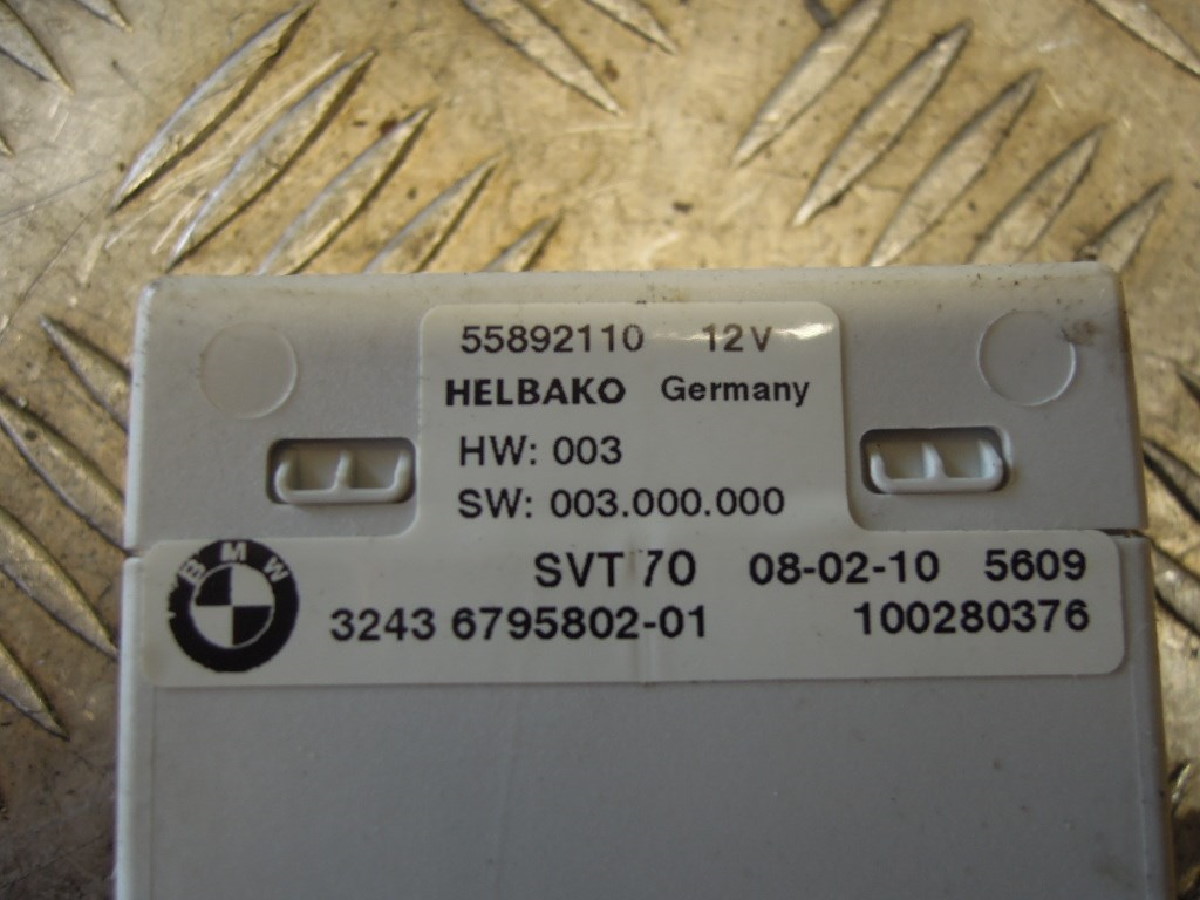 55892110 12V
HELBAKO Germany
HW: 003
SW: 003.000.000
BMW
SVT 70 08-02-10 5609
3243 6795802-01 100280376